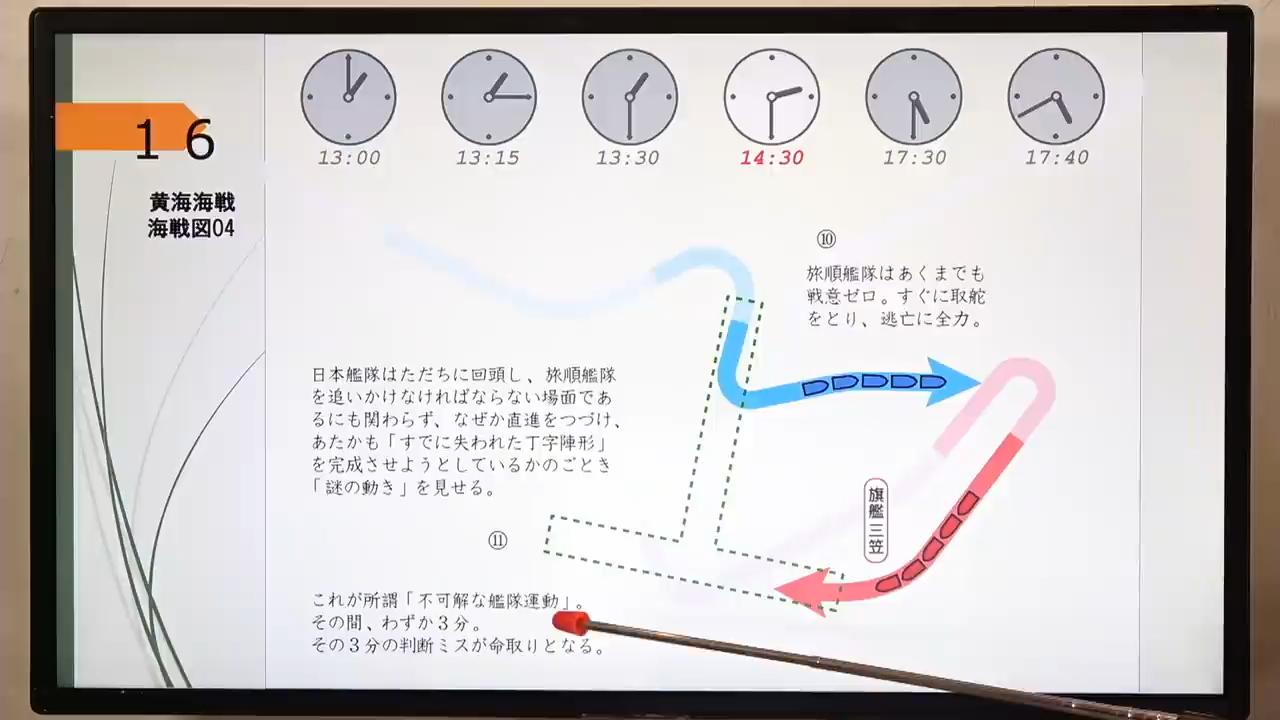 13:00
13:15
13:30
14:30
17:30
17:40
16
黄海海戦
海戦図04
⑩
旅順艦隊はあくまでも
戦意ゼロ。すぐに取舵
をとり、逃亡に全力。
日本艦隊はただちに回頭し、旅順艦隊
を追いかけなければならない場面であ
るにも関わらず、なぜか直進をつづけ、
あたかも「すでに失われた丁字陣形」
を完成させようとしているかのごとき
「謎の動き」を見せる。
旗艦三笠
⑪
これが所謂「不可解な艦隊運動」。
その間、わずか３分。
その３分の判断ミスが命取りとなる。